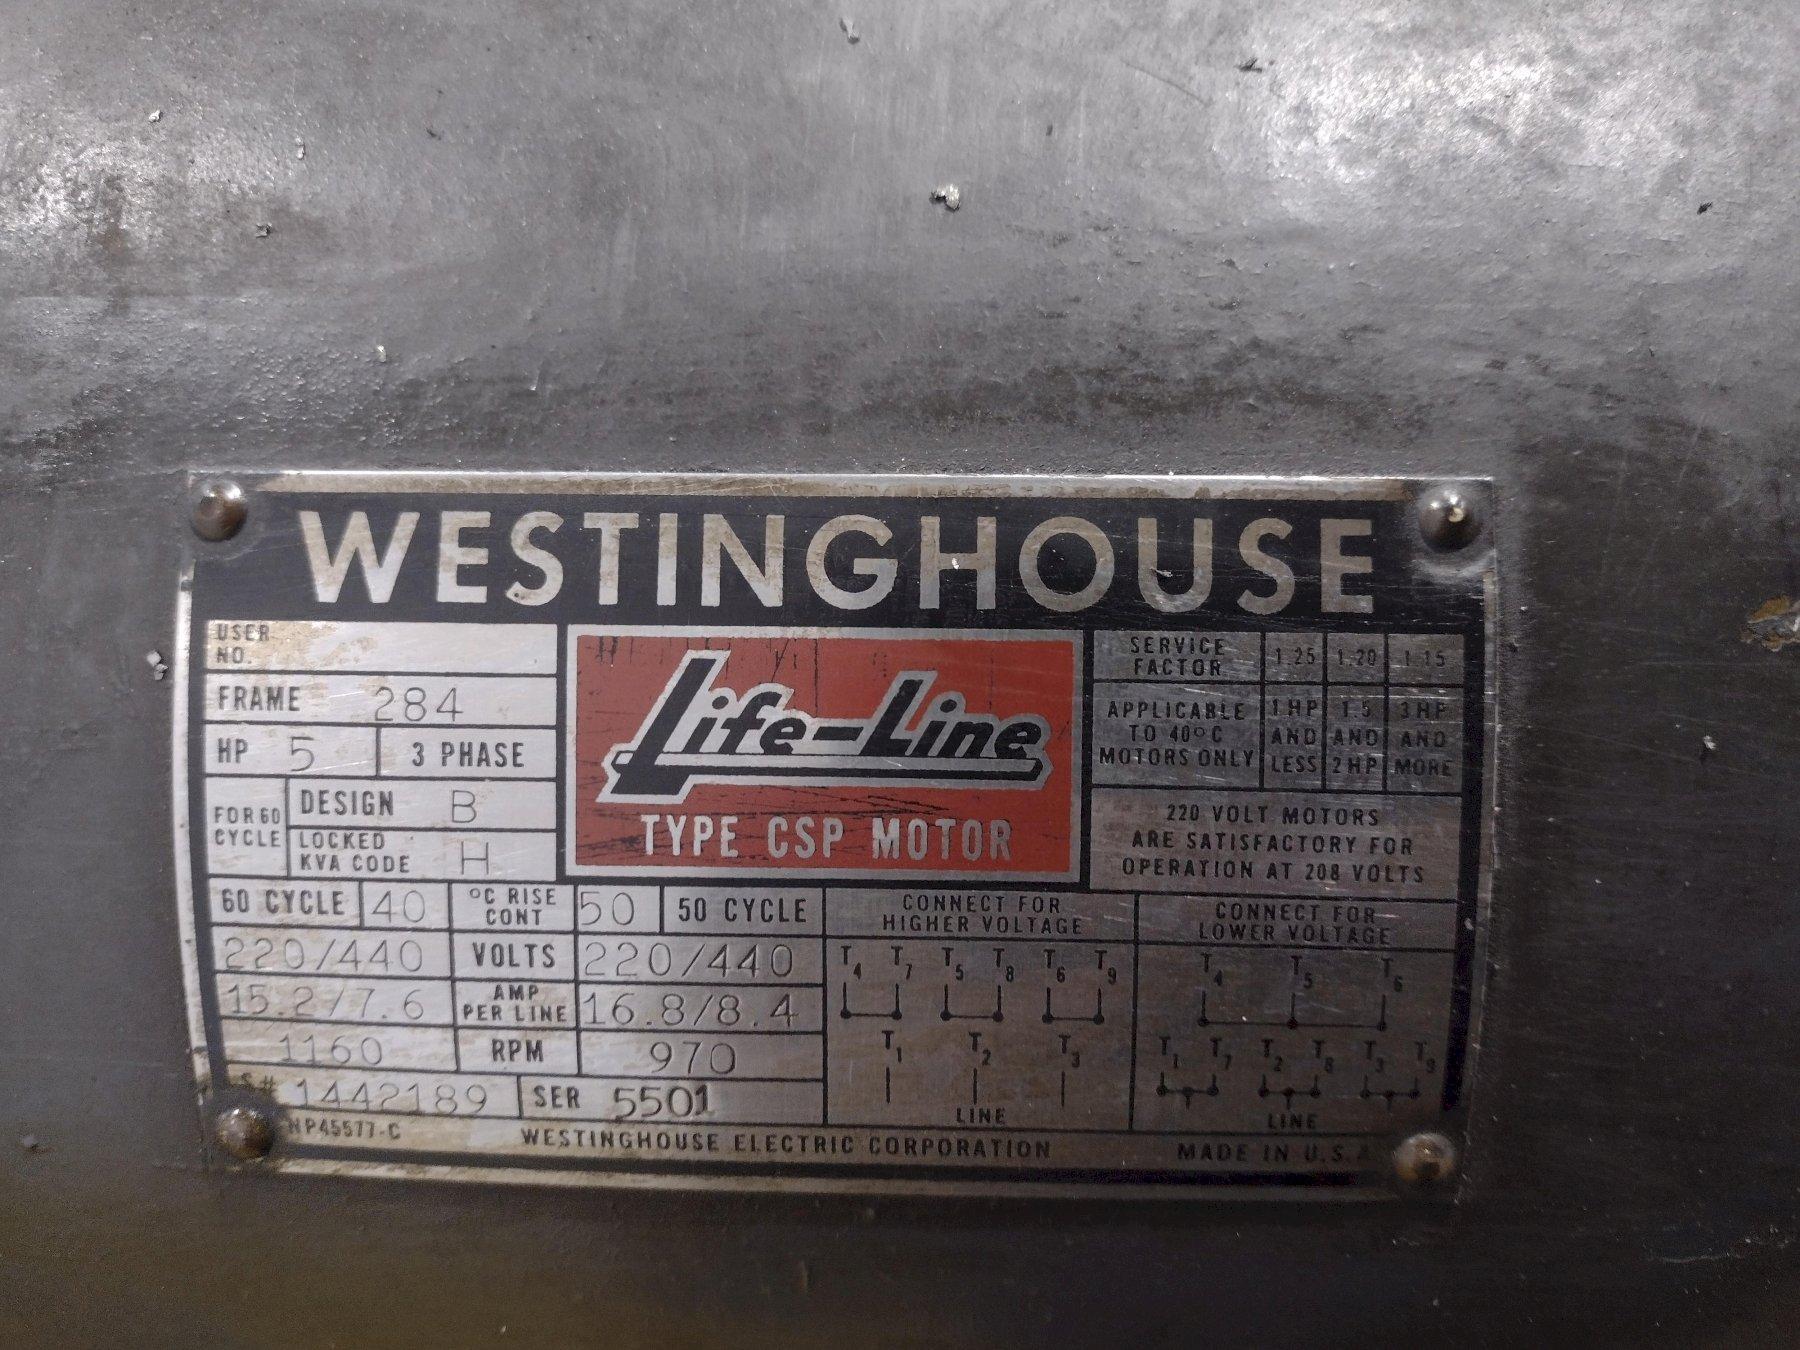 WESTINGHOUSE
USER NO.
FRAME 284
HP 5 3 PHASE
FOR 60 CYCLE
DESIGN B
LOCKED KVA CODE H
Life-Line
TYPE CSP MOTOR
SERVICE FACTOR 1.25 1.20 1.15
APPLICABLE TO 40°C MOTORS ONLY
1 HP AND LESS
1.5 AND 2 HP
3 HP AND MORE
220 VOLT MOTORS
ARE SATISFACTORY FOR
OPERATION AT 208 VOLTS
60 CYCLE 40 °C RISE CONT 50 50 CYCLE
220/440 VOLTS 220/440
15.2/7.6 AMP PER LINE 16.8/8.4
1160 RPM 970
S# 1442189 SER 5501
CONNECT FOR
HIGHER VOLTAGE
T4 T7 T5 T8 T6 T9
T1 T2 T3
LINE
CONNECT FOR
LOWER VOLTAGE
T4 T5 T6
T1 T7 T2 T8 T3 T9
LINE
NP45577-C WESTINGHOUSE ELECTRIC CORPORATION MADE IN U.S.A